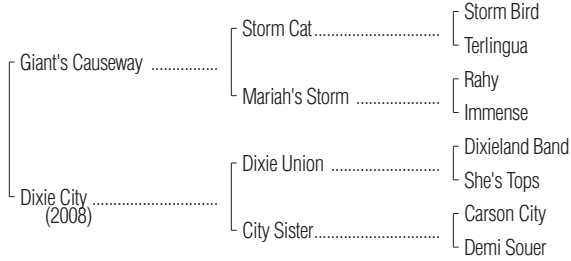 Storm Bird
Storm Cat
Terlingua
Giant's Causeway
Rahy
Mariah's Storm
Immense
Dixieland Band
Dixie Union
She's Tops
Dixie City
(2008)
Carson City
City Sister
Demi Souer